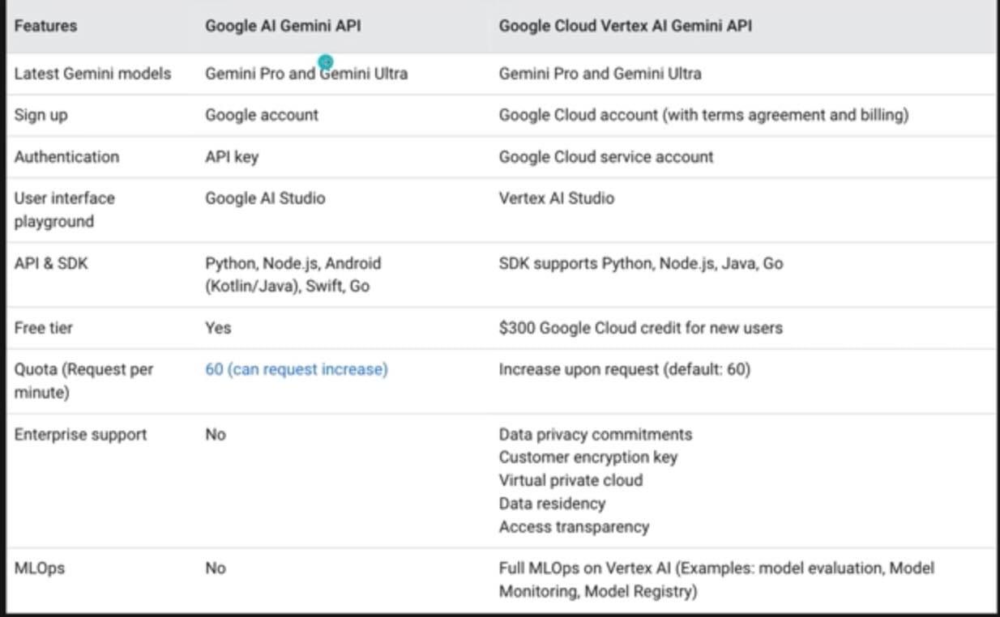 Features Google AI Gemini API Google Cloud Vertex AI Gemini API
Latest Gemini models Gemini Pro and Gemini Ultra Gemini Pro and Gemini Ultra
Sign up Google account Google Cloud account (with terms agreement and billing)
Authentication API key Google Cloud service account
User interface Google AI Studio Vertex AI Studio
playground
API & SDK Python, Node.js, Android SDK supports Python, Node.js, Java, Go
(Kotlin/Java), Swift, Go
Free tier Yes $300 Google Cloud credit for new users
Quota (Request per 60 (can request increase) Increase upon request (default: 60)
minute)
Enterprise support No Data privacy commitments
Customer encryption key
Virtual private cloud
Data residency
Access transparency
MLOps No Full MLOps on Vertex AI (Examples: model evaluation, Model
Monitoring, Model Registry)